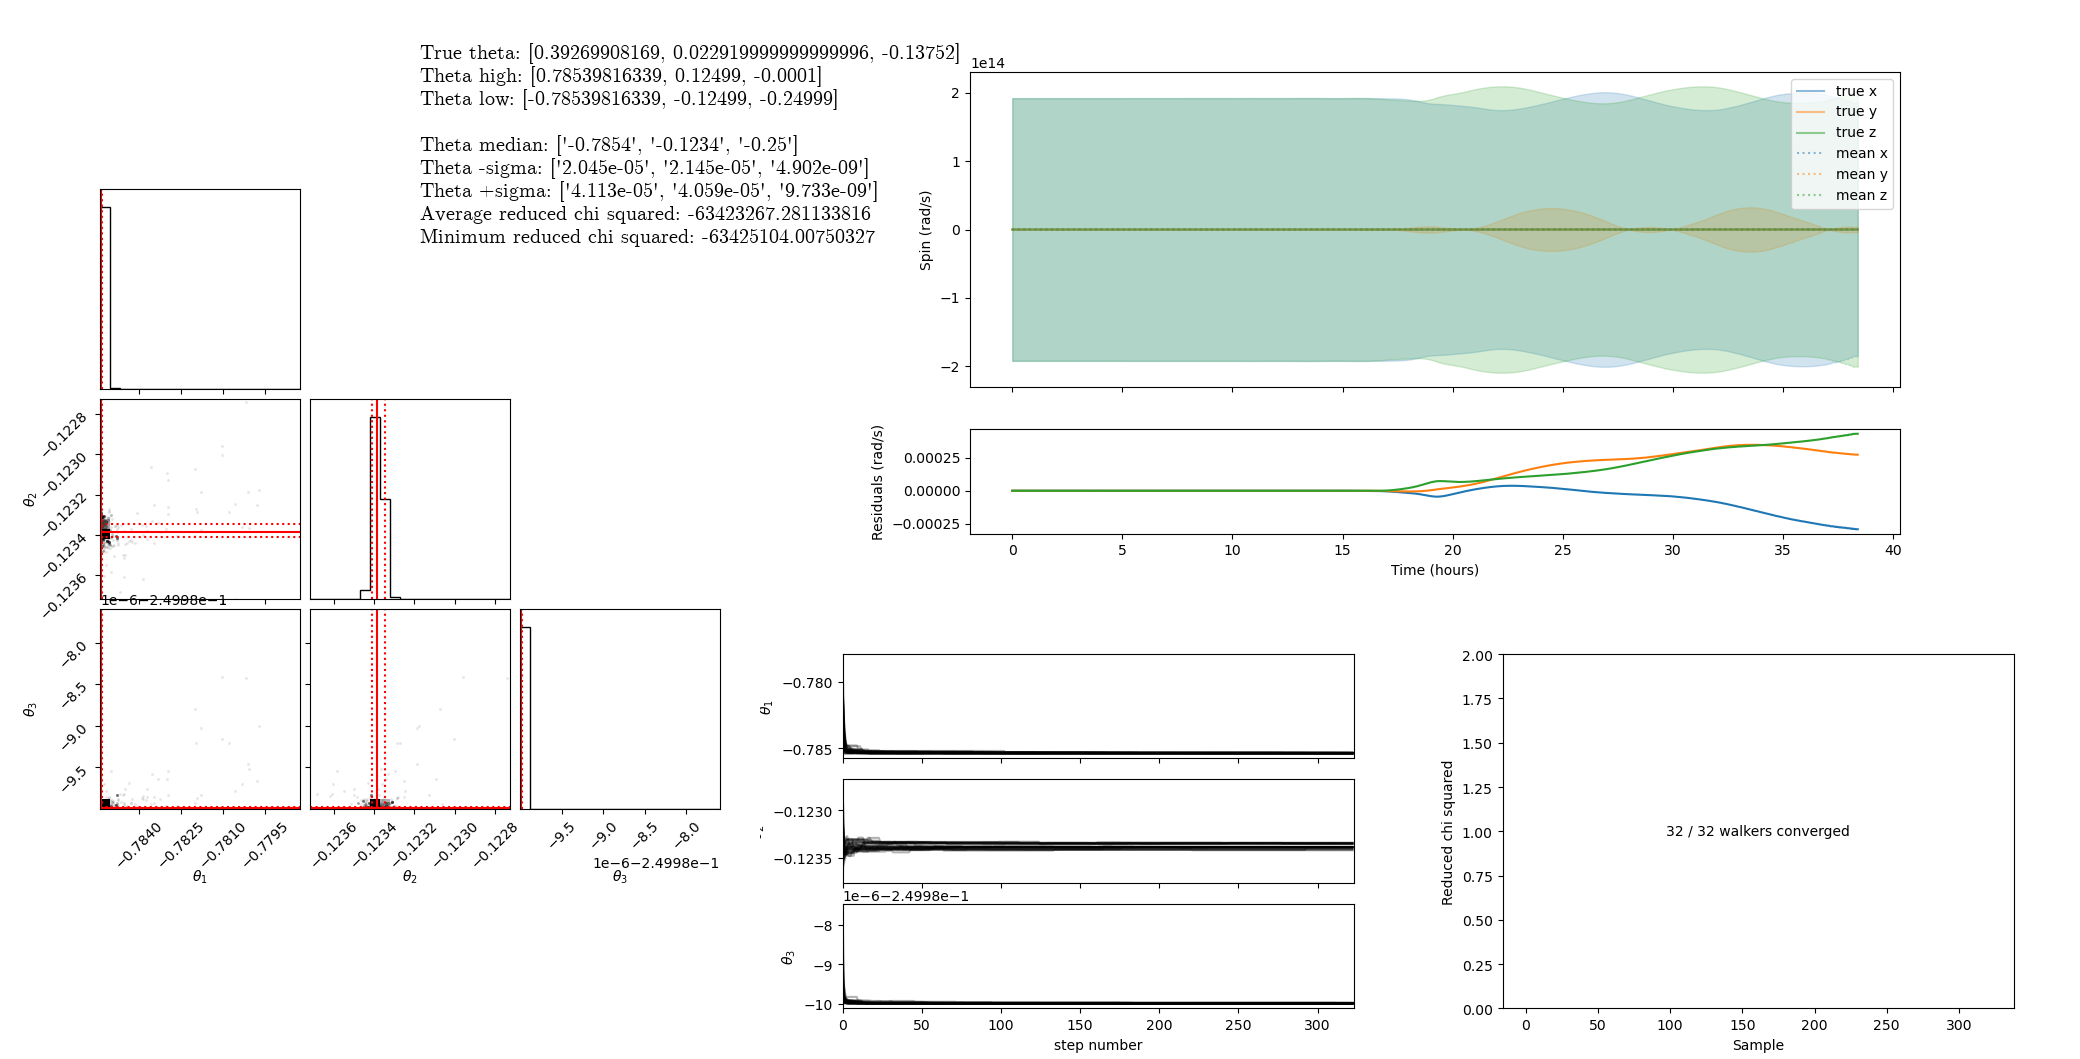 True theta: [0.39269908169, 0.022919999999999996, -0.13752]
Theta high: [0.78539816339, 0.12499, -0.0001]
Theta low: [-0.78539816339, -0.12499, -0.24999]
Theta median: ['-0.7854', '-0.1234', '-0.25']
Theta -sigma: ['2.045e-05', '2.145e-05', '4.902e-09']
Theta +sigma: ['4.113e-05', '4.059e-05', '9.733e-09']
Average reduced chi squared: -63423267.281133816
Minimum reduced chi squared: -63425104.00750327
1e14
2
1
0
−1
−2
Spin (rad/s)
true x
true y
true z
mean x
mean y
mean z
0.00025
0.00000
−0.00025
Residuals (rad/s)
0 5 10 15 20 25 30 35 40
Time (hours)
θ2
−0.1228
−0.1230
−0.1232
−0.1234
−0.1236
1e−6−2.4998e−1
θ3
−8.0
−8.5
−9.0
−9.5
−0.7840 −0.7825 −0.7810 −0.7795
θ1
−0.1236 −0.1234 −0.1232 −0.1230 −0.1228
θ2
−9.5 −9.0 −8.5 −8.0
1e−6−2.4998e−1
θ3
θ1
−0.780
−0.785
−0.1230
−0.1235
1e−6−2.4998e−1
θ3
−8
−9
−10
0 50 100 150 200 250 300
step number
2.00
1.75
1.50
1.25
1.00
0.75
0.50
0.25
0.00
Reduced chi squared
32 / 32 walkers converged
0 50 100 150 200 250 300
Sample